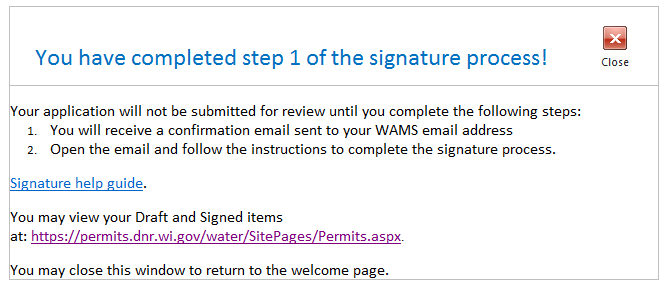 You have completed step 1 of the signature process!
Close
Your application will not be submitted for review until you complete the following steps:
1. You will receive a confirmation email sent to your WAMS email address
2. Open the email and follow the instructions to complete the signature process.
Signature help guide.
You may view your Draft and Signed items
at: https://permits.dnr.wi.gov/water/SitePages/Permits.aspx.
You may close this window to return to the welcome page.